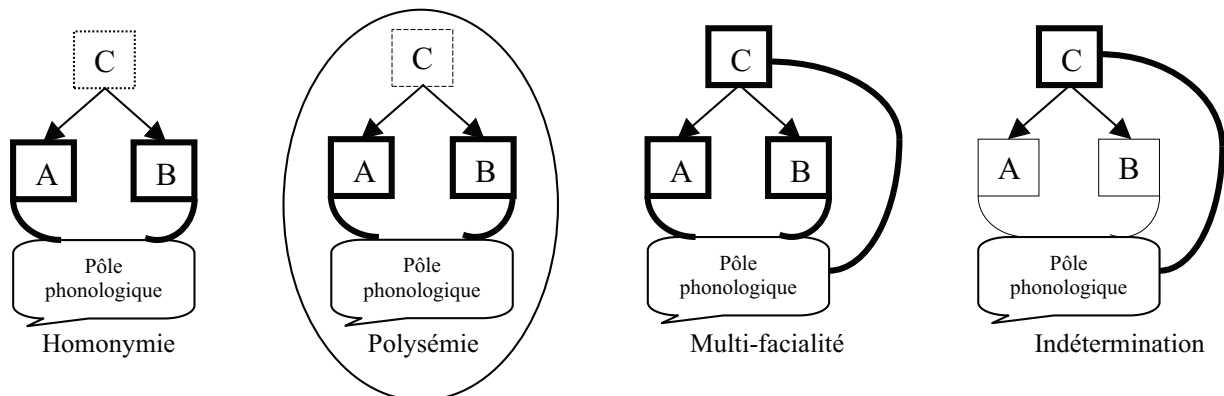 C
A
B
Pôle
phonologique
Homonymie
C
A
B
Pôle
phonologique
Polysémie
C
A
B
Pôle
phonologique
Multi-facialité
C
A
B
Pôle
phonologique
Indétermination